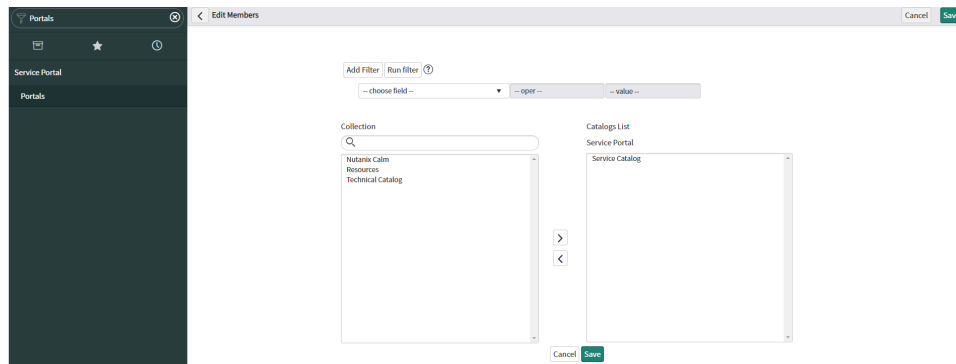 Portals
Edit Members
Cancel
Service Portal
Portals
Add Filter Run filter ?
-- choose field --
-- oper --
-- value --
Collection
Nutanix Calm
Resources
Technical Catalog
Catalogs List
Service Portal
Service Catalog
Cancel Save